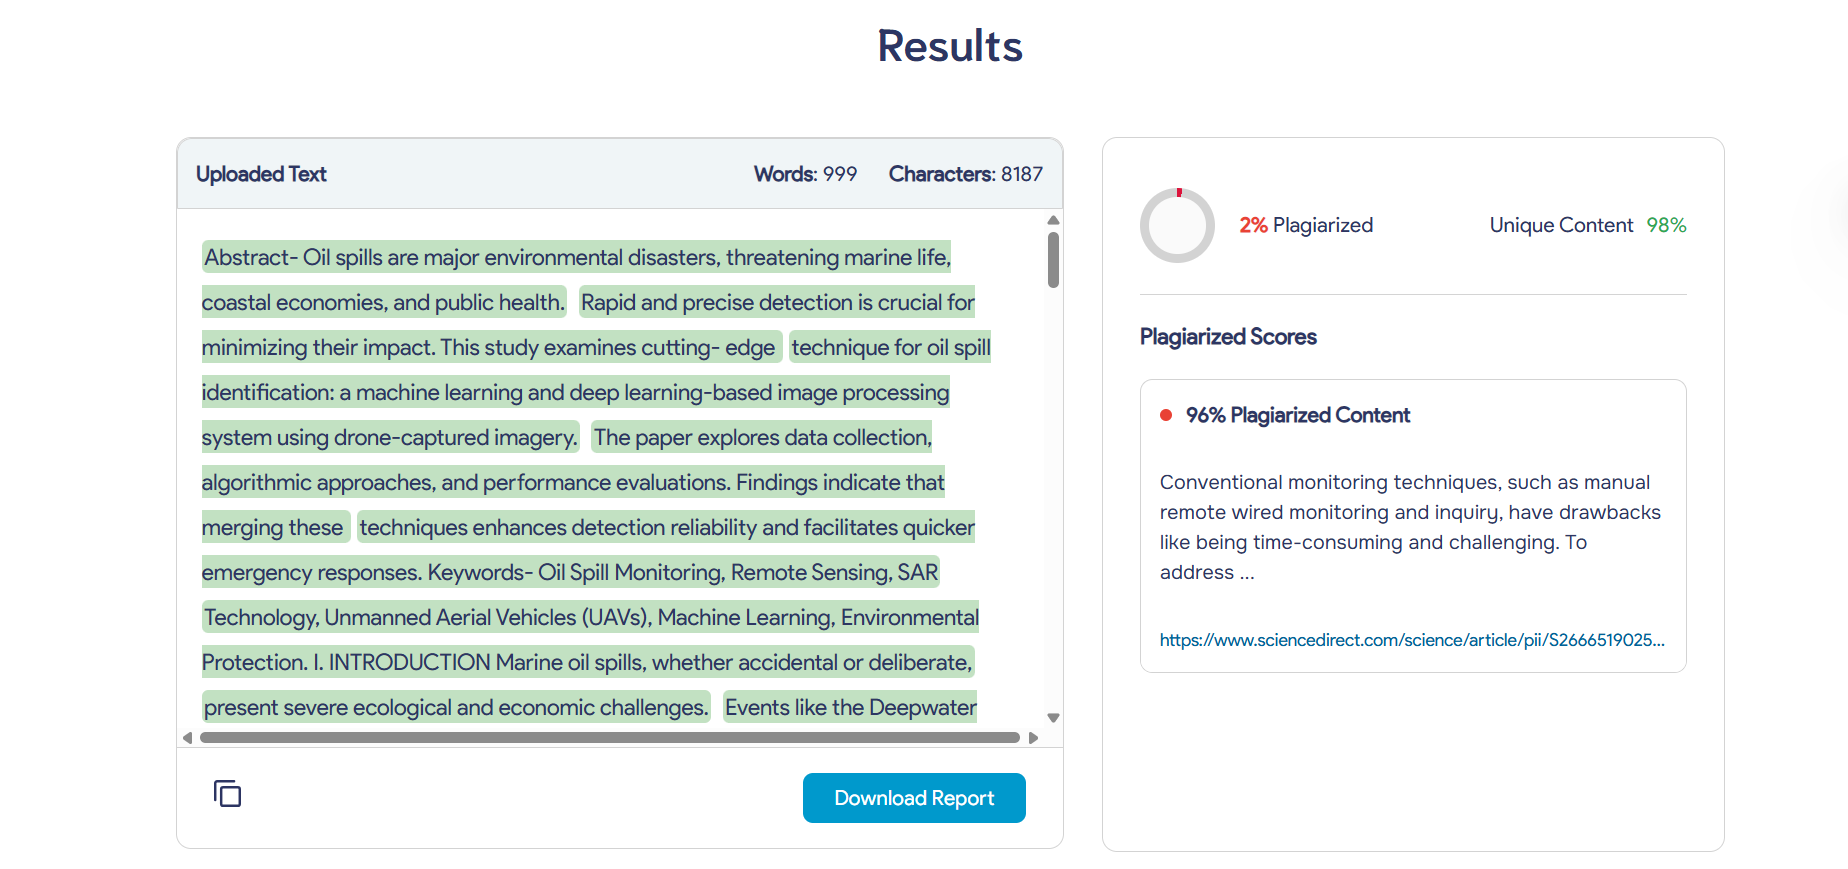 Results
Uploaded Text
Words: 999
Characters: 8187
Abstract- Oil spills are major environmental disasters, threatening marine life,
coastal economies, and public health. Rapid and precise detection is crucial for
minimizing their impact. This study examines cutting- edge technique for oil spill
identification: a machine learning and deep learning-based image processing
system using drone-captured imagery. The paper explores data collection,
algorithmic approaches, and performance evaluations. Findings indicate that
merging these techniques enhances detection reliability and facilitates quicker
emergency responses. Keywords- Oil Spill Monitoring, Remote Sensing, SAR
Technology, Unmanned Aerial Vehicles (UAVs), Machine Learning, Environmental
Protection. I. INTRODUCTION Marine oil spills, whether accidental or deliberate,
present severe ecological and economic challenges. Events like the Deepwater
Download Report
2% Plagiarized
Unique Content 98%
Plagiarized Scores
96% Plagiarized Content
Conventional monitoring techniques, such as manual
remote wired monitoring and inquiry, have drawbacks
like being time-consuming and challenging. To
address ...
https://www.sciencedirect.com/science/article/pii/S2666519025...